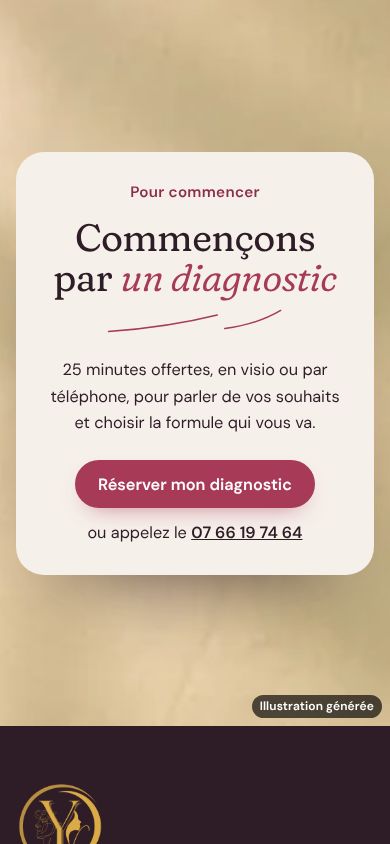 Pour commencer
Commençons
par un diagnostic
25 minutes offertes, en visio ou par
téléphone, pour parler de vos souhaits
et choisir la formule qui vous va.
Réserver mon diagnostic
ou appelez le 07 66 19 74 64
Illustration générée